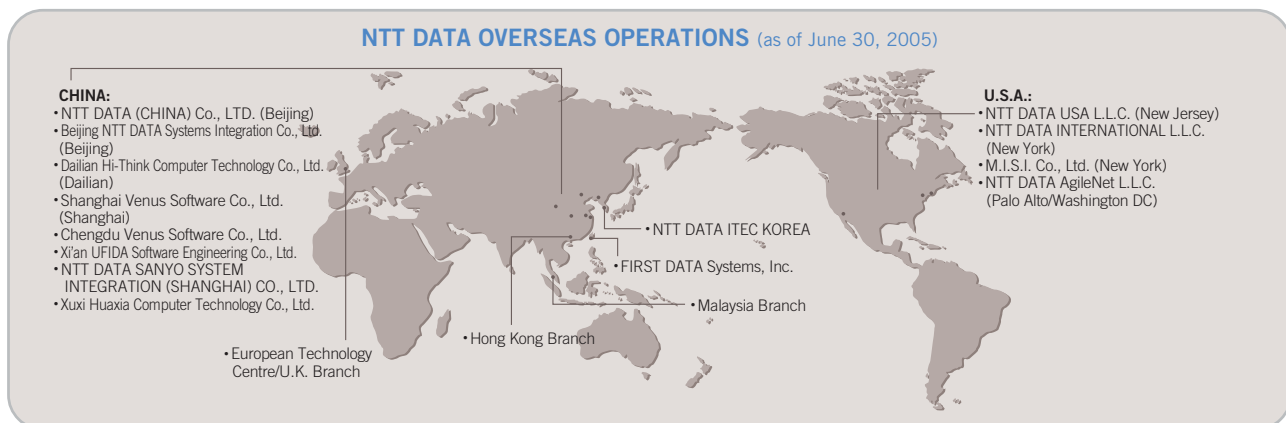 NTT DATA OVERSEAS OPERATIONS (as of June 30, 2005)
CHINA:
•NTT DATA (CHINA) Co., LTD. (Beijing)
•Beijing NTT DATA Systems Integration Co., Ltd.
(Beijing)
•Dailian Hi-Think Computer Technology Co., Ltd.
(Dailian)
•Shanghai Venus Software Co., Ltd.
(Shanghai)
•Chengdu Venus Software Co., Ltd.
•Xi'an UFIDA Software Engineering Co., Ltd.
•NTT DATA SANYO SYSTEM
INTEGRATION (SHANGHAI) CO., LTD.
•Xuxi Huaxia Computer Technology Co., Ltd.
•European Technology
Centre/U.K. Branch
•Hong Kong Branch
•Malaysia Branch
•FIRST DATA Systems, Inc.
•NTT DATA ITEC KOREA
U.S.A.:
•NTT DATA USA L.L.C. (New Jersey)
•NTT DATA INTERNATIONAL L.L.C.
(New York)
•M.I.S.I. Co., Ltd. (New York)
•NTT DATA AgileNet L.L.C.
(Palo Alto/Washington DC)